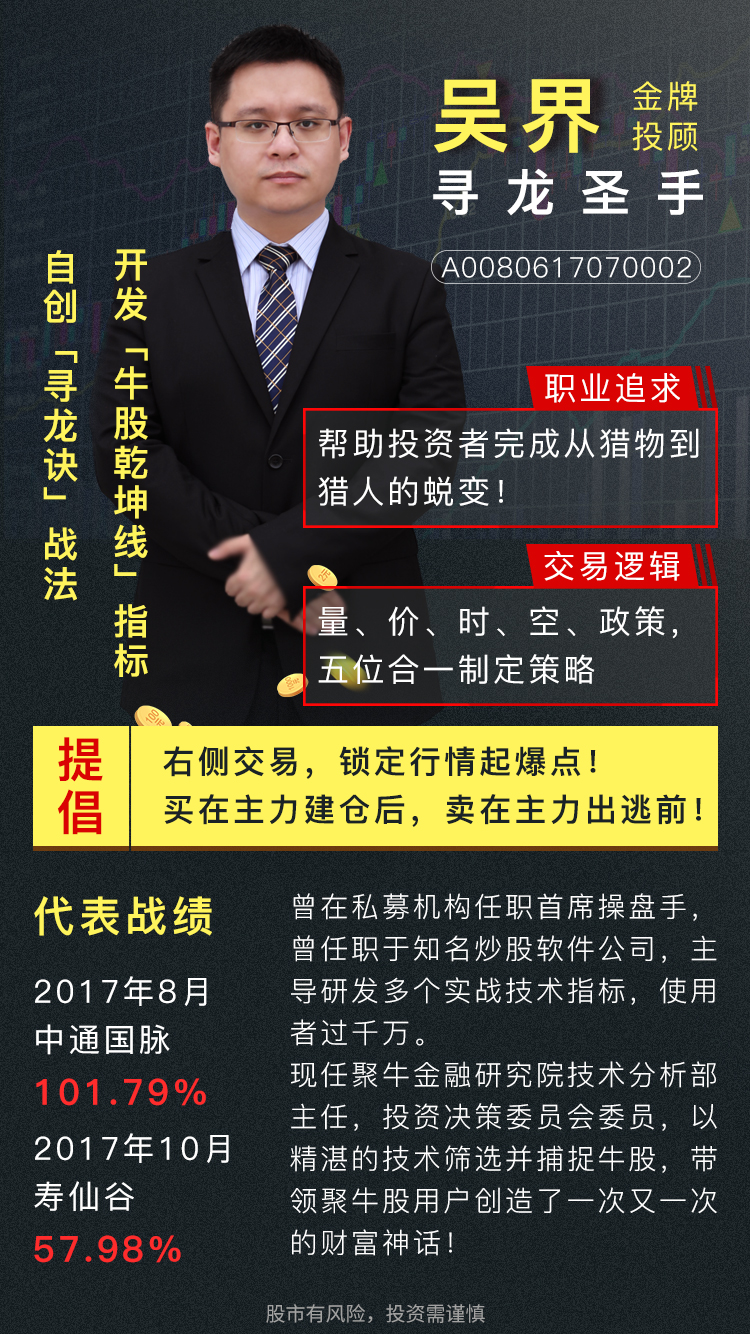 吴界
金牌
投顾
寻龙圣手
A0080617070002
开发「牛股乾坤线」指标
自创「寻龙诀」战法
职业追求
帮助投资者完成从猎物到
猎人的蜕变！
交易逻辑
量、价、时、空、政策，
五位合一制定策略
提
倡
右侧交易，锁定行情起爆点！
买在主力建仓后，卖在主力出逃前！
代表战绩
2017年8月
中通国脉
101.79%
2017年10月
寿仙谷
57.98%
曾在私募机构任职首席操盘手，
曾任职于知名炒股软件公司，主
导研发多个实战技术指标，使用
者过千万。
现任聚牛金融研究院技术分析部
主任，投资决策委员会委员，以
精湛的技术筛选并捕捉牛股，带
领聚牛股用户创造了一次又一次
的财富神话！
股市有风险，投资需谨慎